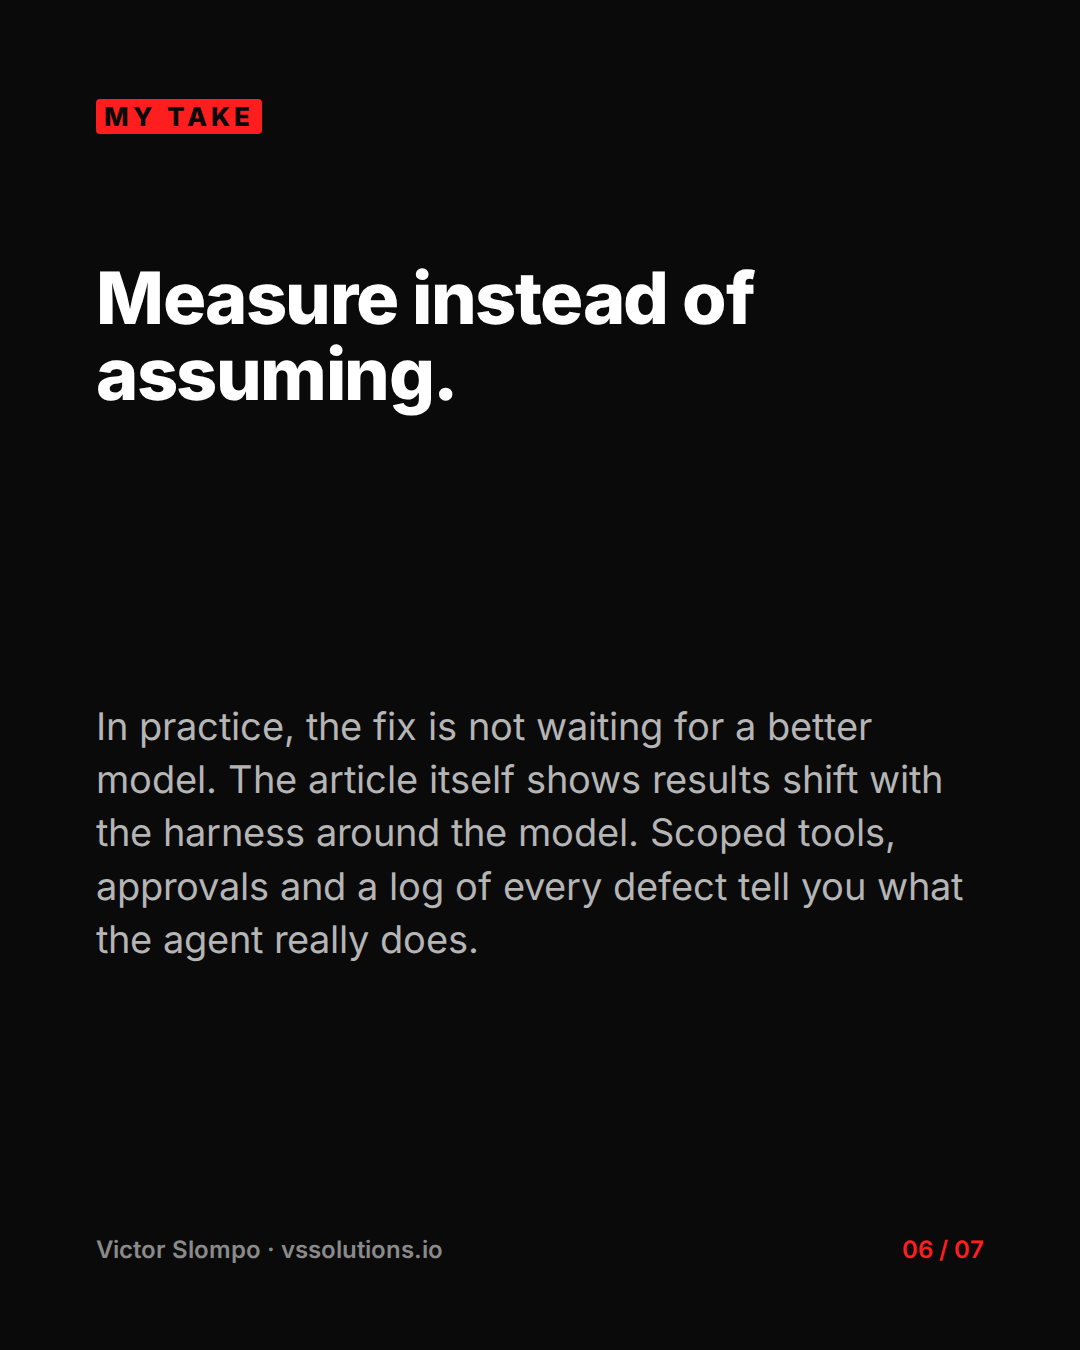 MY TAKE
Measure instead of
assuming.
In practice, the fix is not waiting for a better
model. The article itself shows results shift with
the harness around the model. Scoped tools,
approvals and a log of every defect tell you what
the agent really does.
Victor Slompo · vssolutions.io
06 / 07